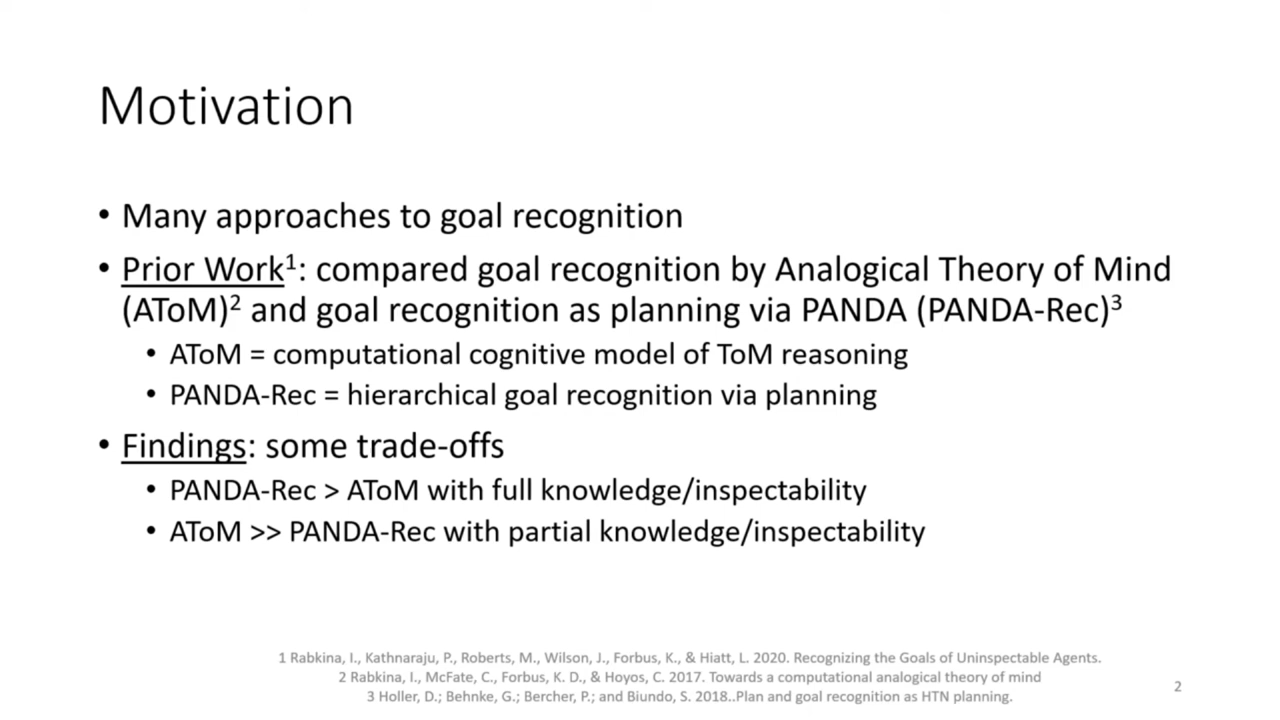 Motivation
• Many approaches to goal recognition
• Prior Work¹: compared goal recognition by Analogical Theory of Mind
(AToM)² and goal recognition as planning via PANDA (PANDA-Rec)³
• AToM = computational cognitive model of ToM reasoning
• PANDA-Rec = hierarchical goal recognition via planning
• Findings: some trade-offs
• PANDA-Rec > AToM with full knowledge/inspectability
• AToM >> PANDA-Rec with partial knowledge/inspectability
1 Rabkina, I., Kathnaraju, P., Roberts, M., Wilson, J., Forbus, K., & Hiatt, L. 2020. Recognizing the Goals of Uninspectable Agents.
2 Rabkina, I., McFate, C., Forbus, K. D., & Hoyos, C. 2017. Towards a computational analogical theory of mind
3 Holler, D.; Behnke, G.; Bercher, P.; and Biundo, S. 2018..Plan and goal recognition as HTN planning.
2